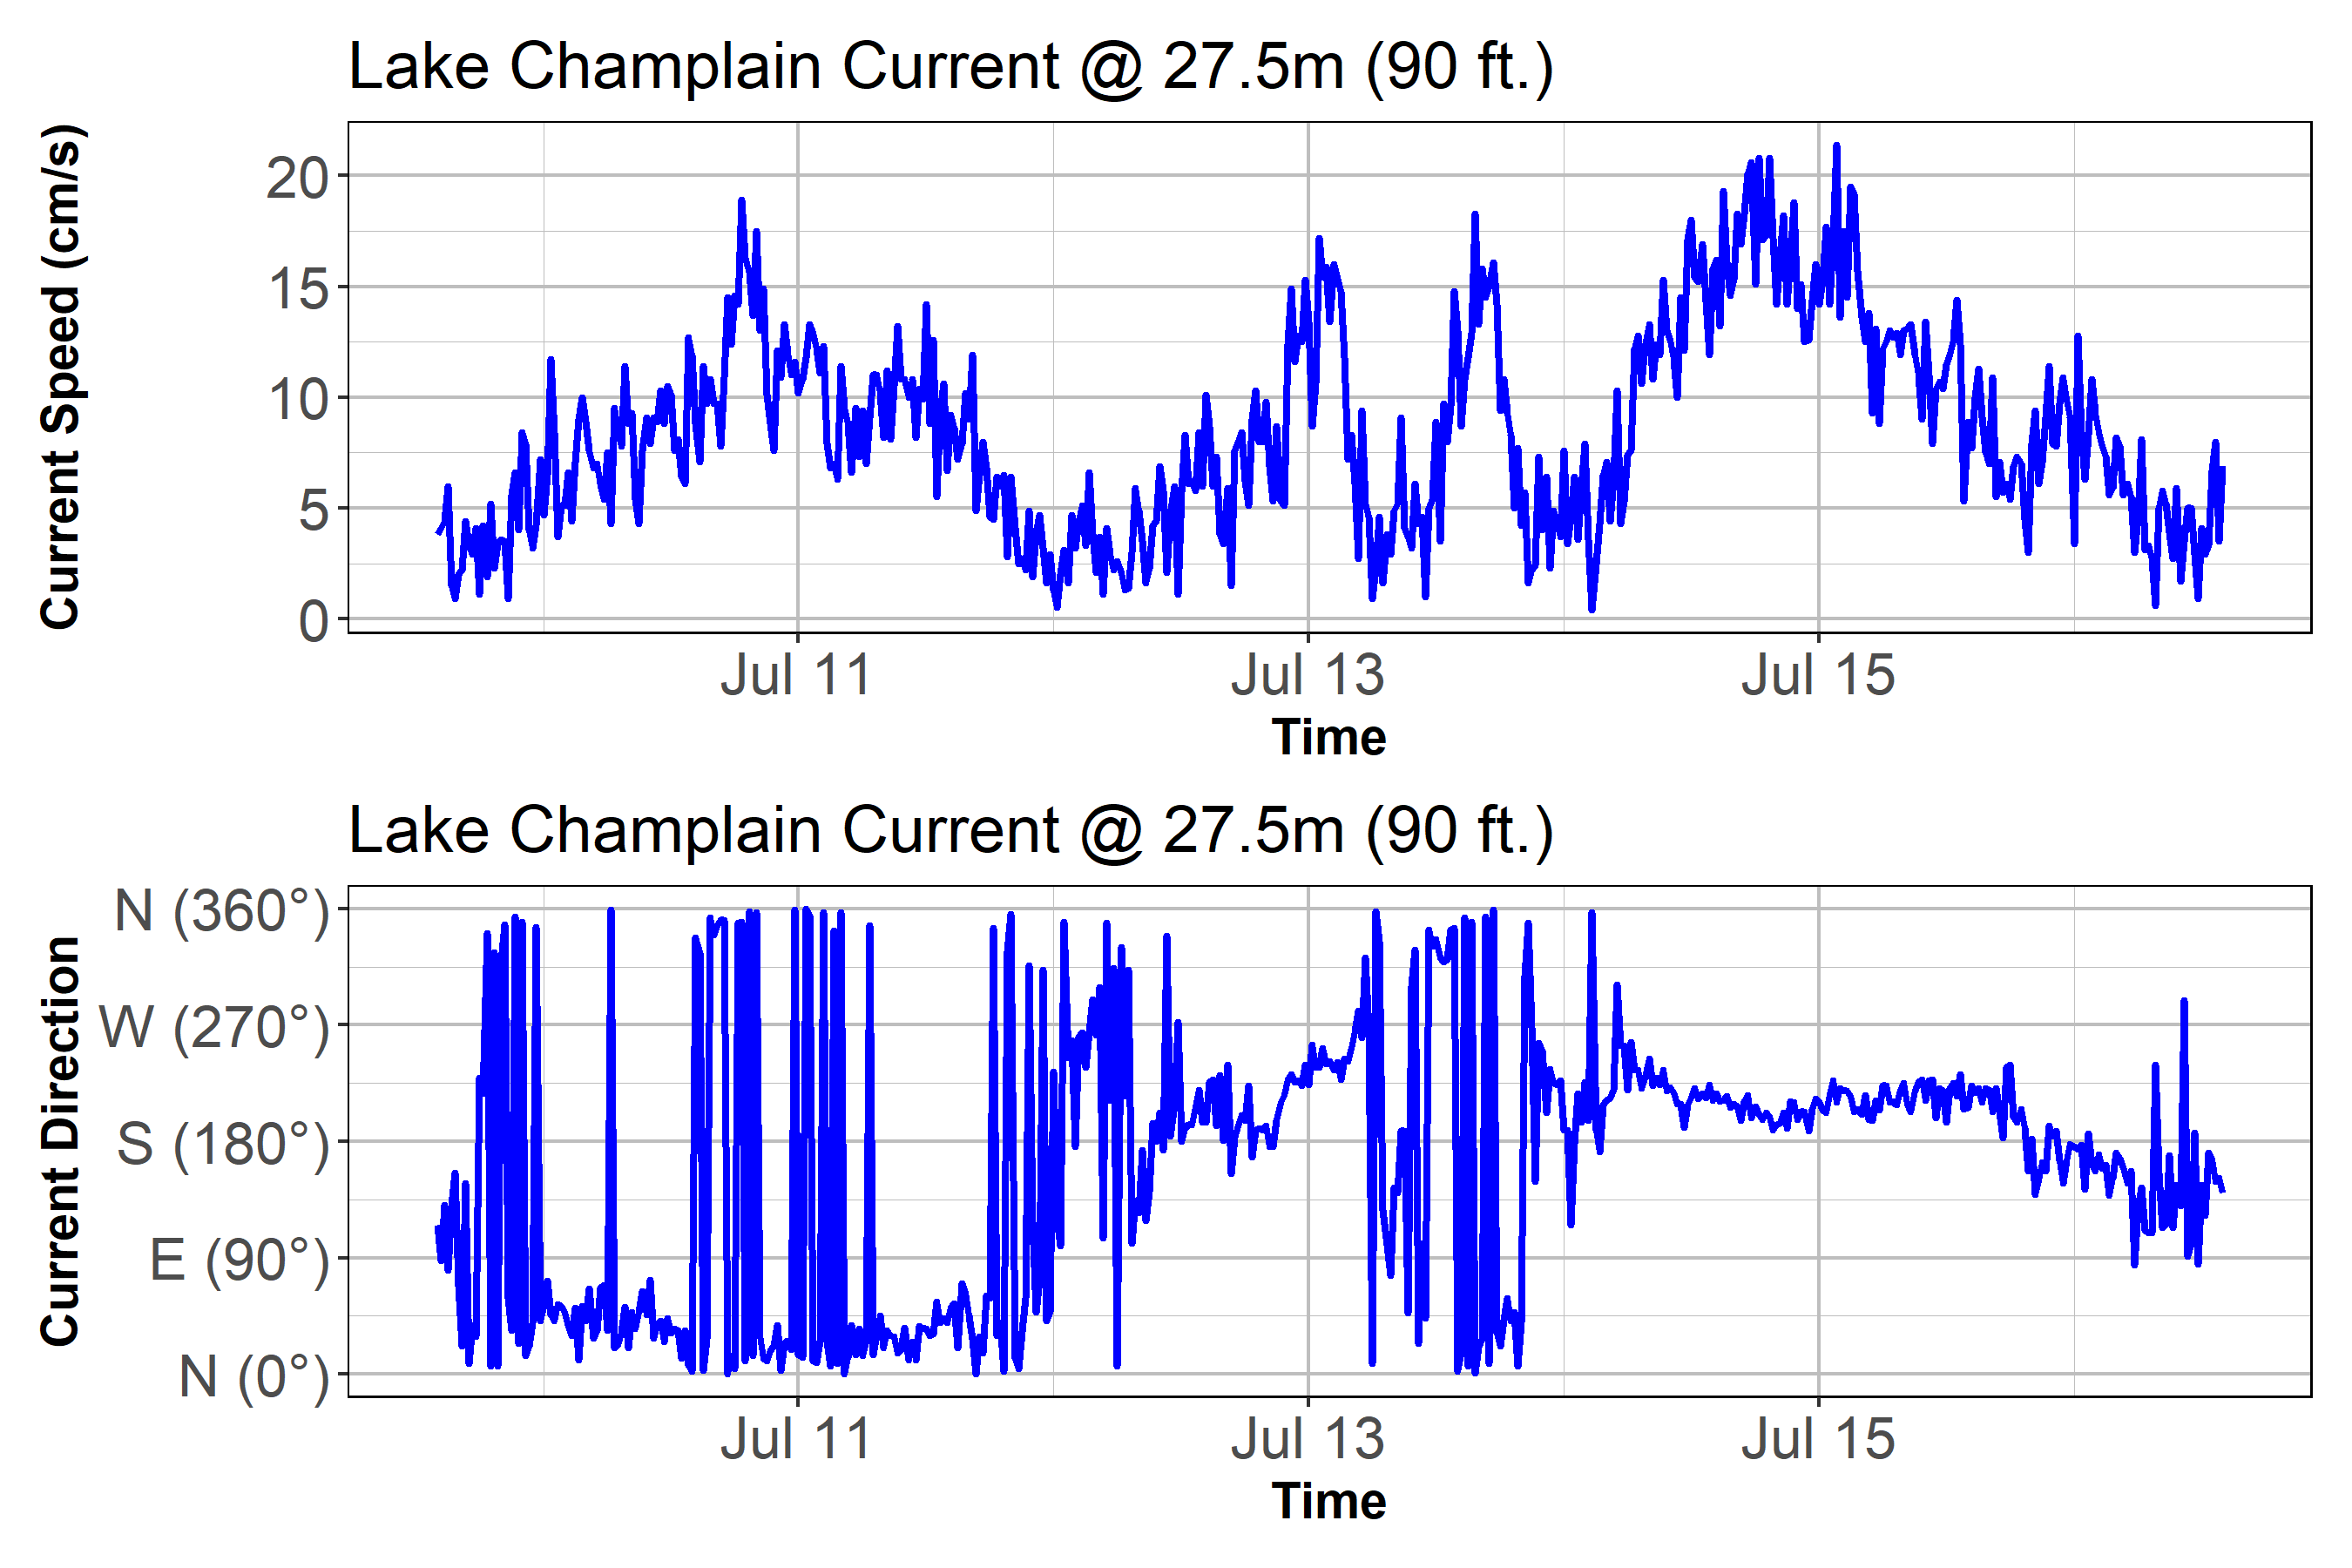 Lake Champlain Current @ 27.5m (90 ft.)
Current Speed (cm/s)
20
15
10
5
0
Jul 11 Jul 13 Jul 15
Time
Lake Champlain Current @ 27.5m (90 ft.)
Current Direction
N (360°)
W (270°)
S (180°)
E (90°)
N (0°)
Jul 11 Jul 13 Jul 15
Time